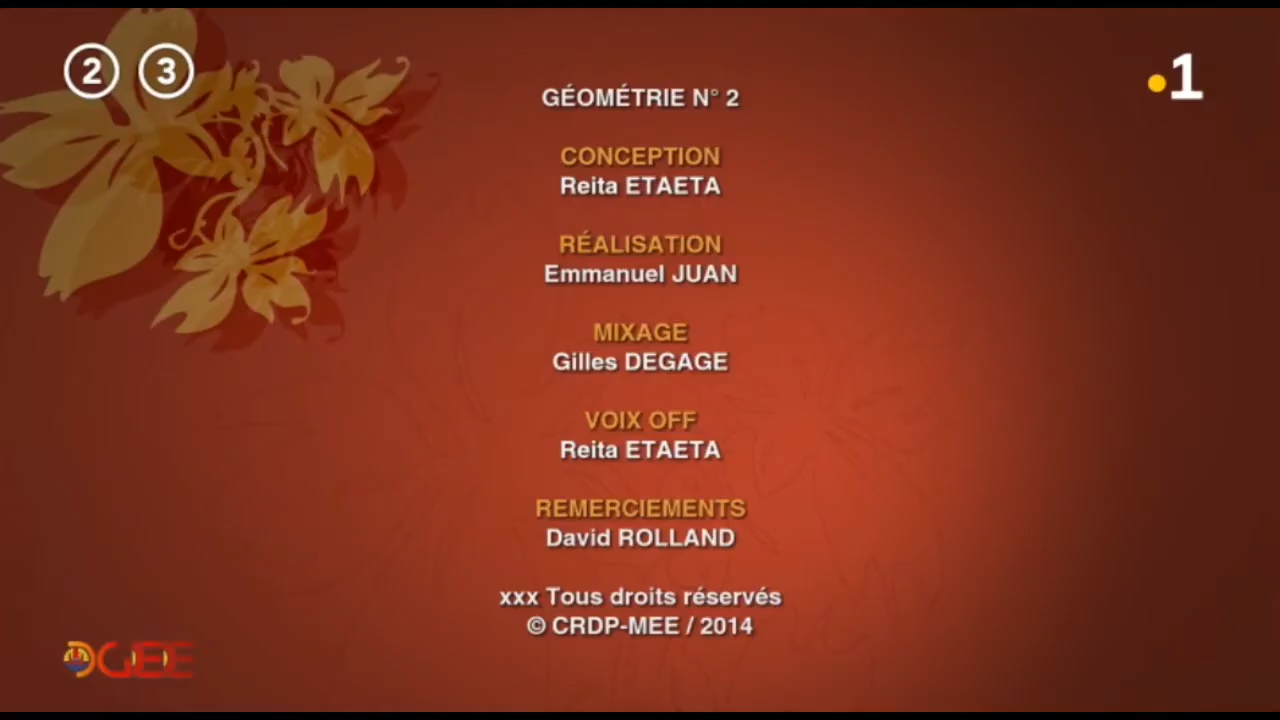 2 3
1
GÉOMÉTRIE N° 2
CONCEPTION
Reita ETAETA
RÉALISATION
Emmanuel JUAN
MIXAGE
Gilles DEGAGE
VOIX OFF
Reita ETAETA
REMERCIEMENTS
David ROLLAND
xxx Tous droits réservés
© CRDP-MEE / 2014
DGEE